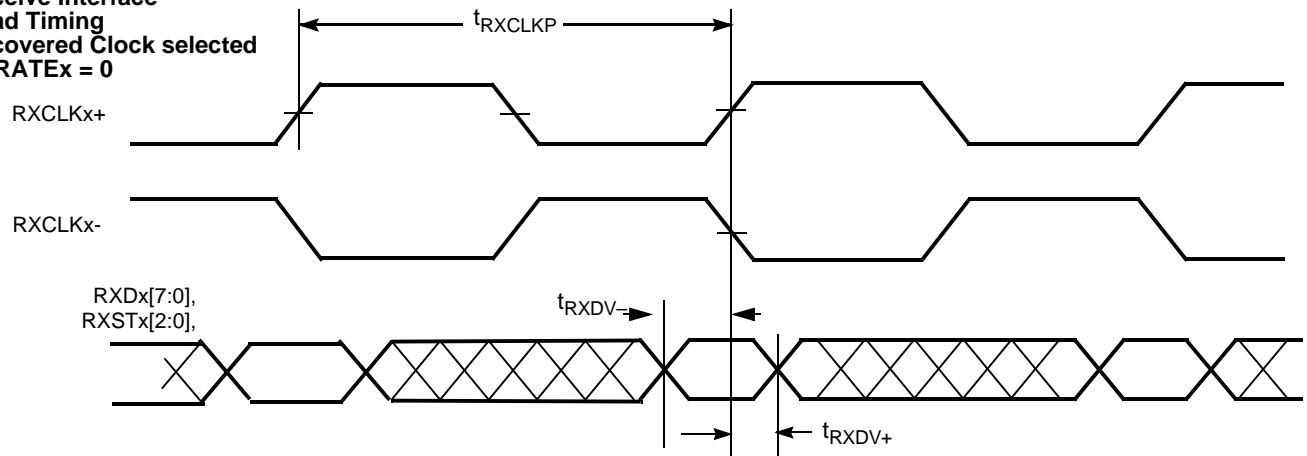 ad Timing
covered Clock selected
RATEx = 0
tRXCLKP
RXCLKx+
RXCLKx-
RXDx[7:0],
RXSTx[2:0],
tRXDV–
tRXDV+